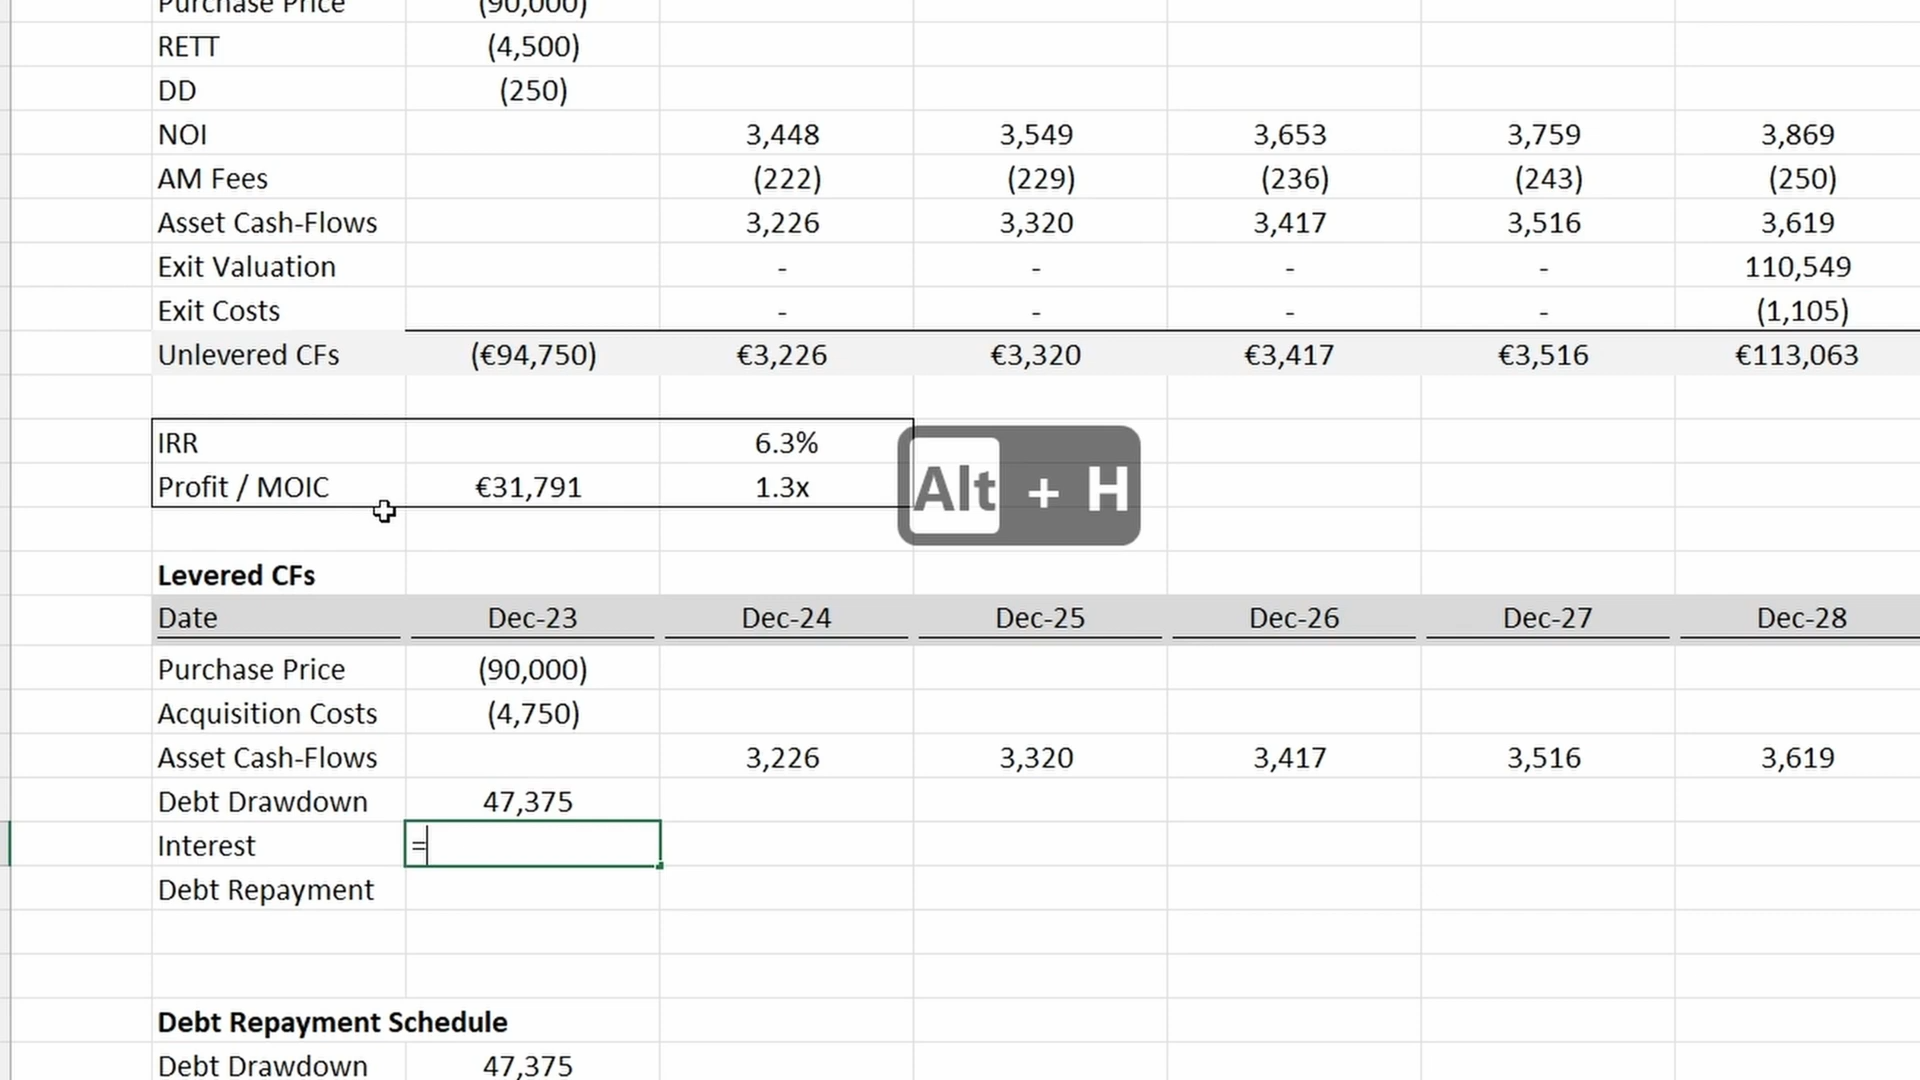 Purchase Price (90,000)
RETT (4,500)
DD (250)
NOI 3,448 3,549 3,653 3,759 3,869
AM Fees (222) (229) (236) (243) (250)
Asset Cash-Flows 3,226 3,320 3,417 3,516 3,619
Exit Valuation - - - - 110,549
Exit Costs - - - - (1,105)
Unlevered CFs (€94,750) €3,226 €3,320 €3,417 €3,516 €113,063
IRR 6.3%
Profit / MOIC €31,791 1.3x
Alt + H
Levered CFs
Date Dec-23 Dec-24 Dec-25 Dec-26 Dec-27 Dec-28
Purchase Price (90,000)
Acquisition Costs (4,750)
Asset Cash-Flows 3,226 3,320 3,417 3,516 3,619
Debt Drawdown 47,375
Interest =
Debt Repayment
Debt Repayment Schedule
Debt Drawdown 47,375